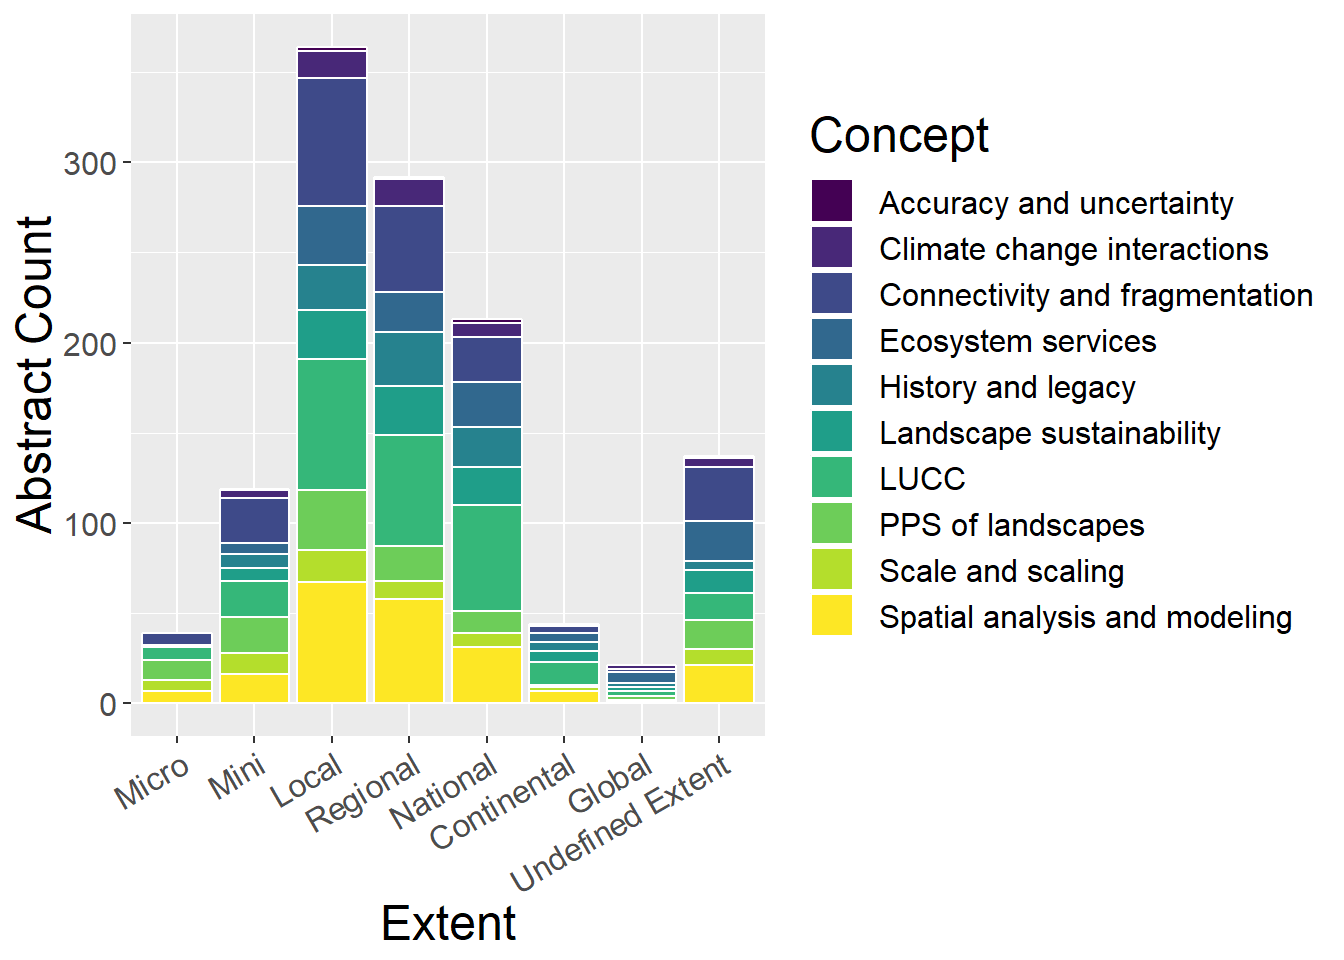 Abstract Count
300
200
100
0
Micro
Mini
Local
Regional
National
Continental
Global
Undefined Extent
Extent
Concept
Accuracy and uncertainty
Climate change interactions
Connectivity and fragmentation
Ecosystem services
History and legacy
Landscape sustainability
LUCC
PPS of landscapes
Scale and scaling
Spatial analysis and modeling